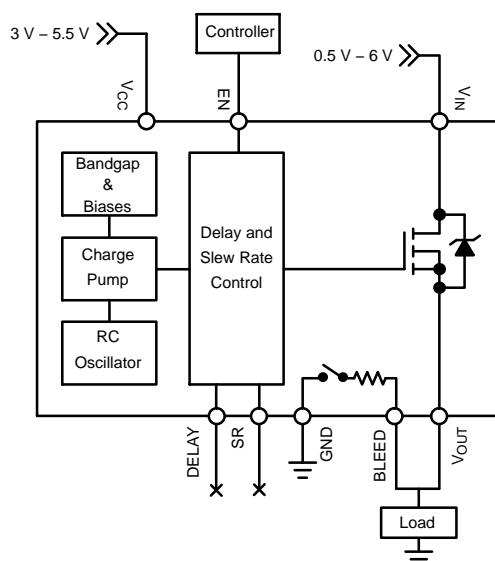 3 V – 5.5 V
Controller
0.5 V – 6 V
VCC
EN
VIN
Bandgap
&
Biases
Charge
Pump
RC
Oscillator
Delay and
Slew Rate
Control
DELAY
SR
GND
BLEED
VOUT
Load